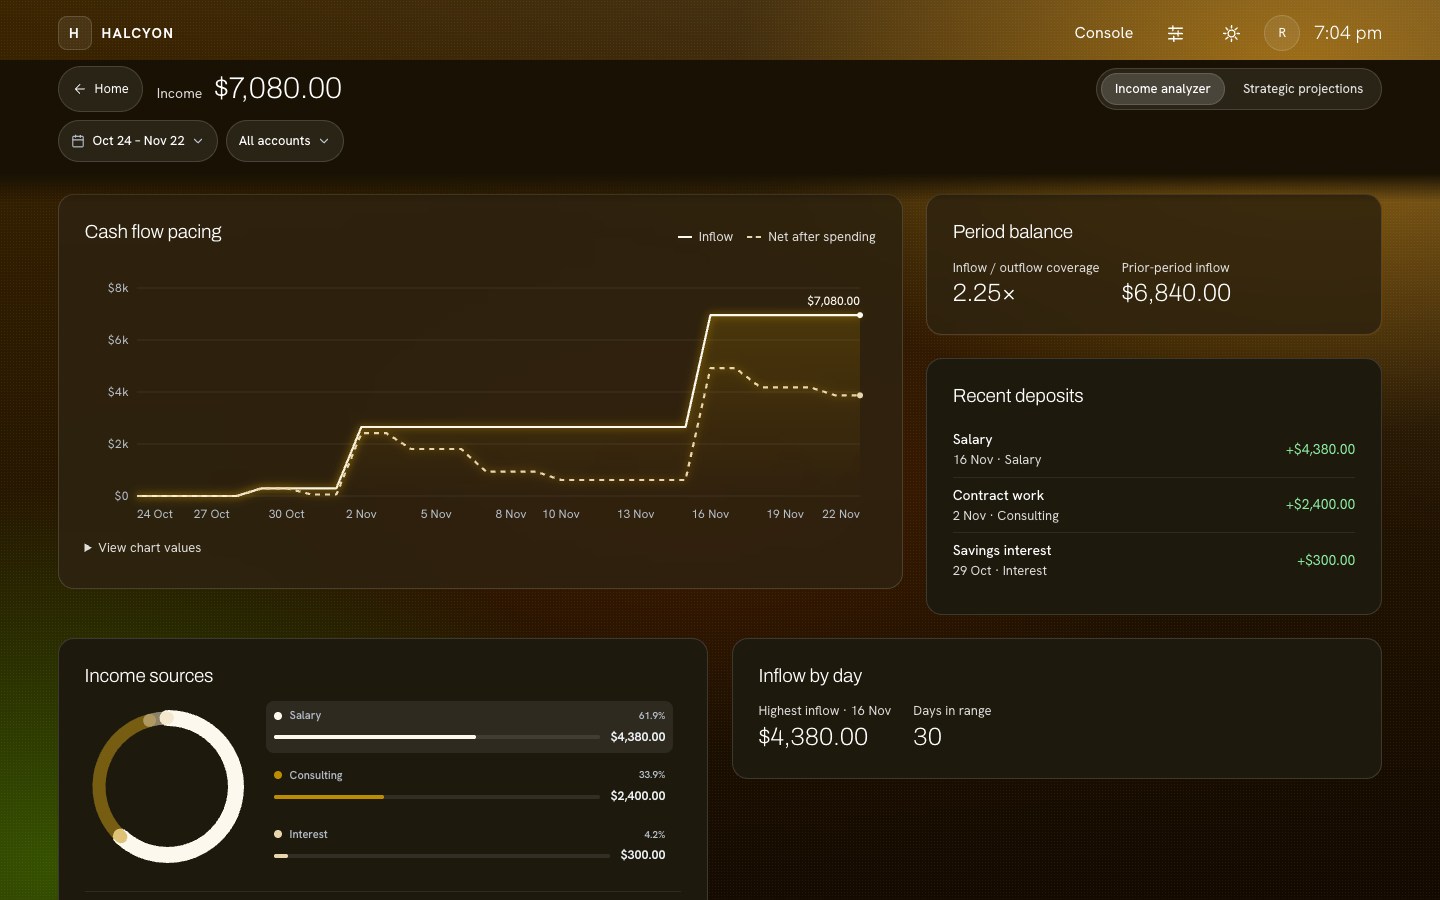 H HALCYON
Console R 7:04 pm
Home Income $7,080.00
Income analyzer Strategic projections
Oct 24 – Nov 22 All accounts
Cash flow pacing
Inflow Net after spending
$7,080.00
$8k
$6k
$4k
$2k
$0
24 Oct 27 Oct 30 Oct 2 Nov 5 Nov 8 Nov 10 Nov 13 Nov 16 Nov 19 Nov 22 Nov
View chart values
Period balance
Inflow / outflow coverage Prior-period inflow
2.25× $6,840.00
Recent deposits
Salary
16 Nov · Salary
+$4,380.00
Contract work
2 Nov · Consulting
+$2,400.00
Savings interest
29 Oct · Interest
+$300.00
Income sources
Salary 61.9%
$4,380.00
Consulting 33.9%
$2,400.00
Interest 4.2%
$300.00
Inflow by day
Highest inflow · 16 Nov Days in range
$4,380.00 30